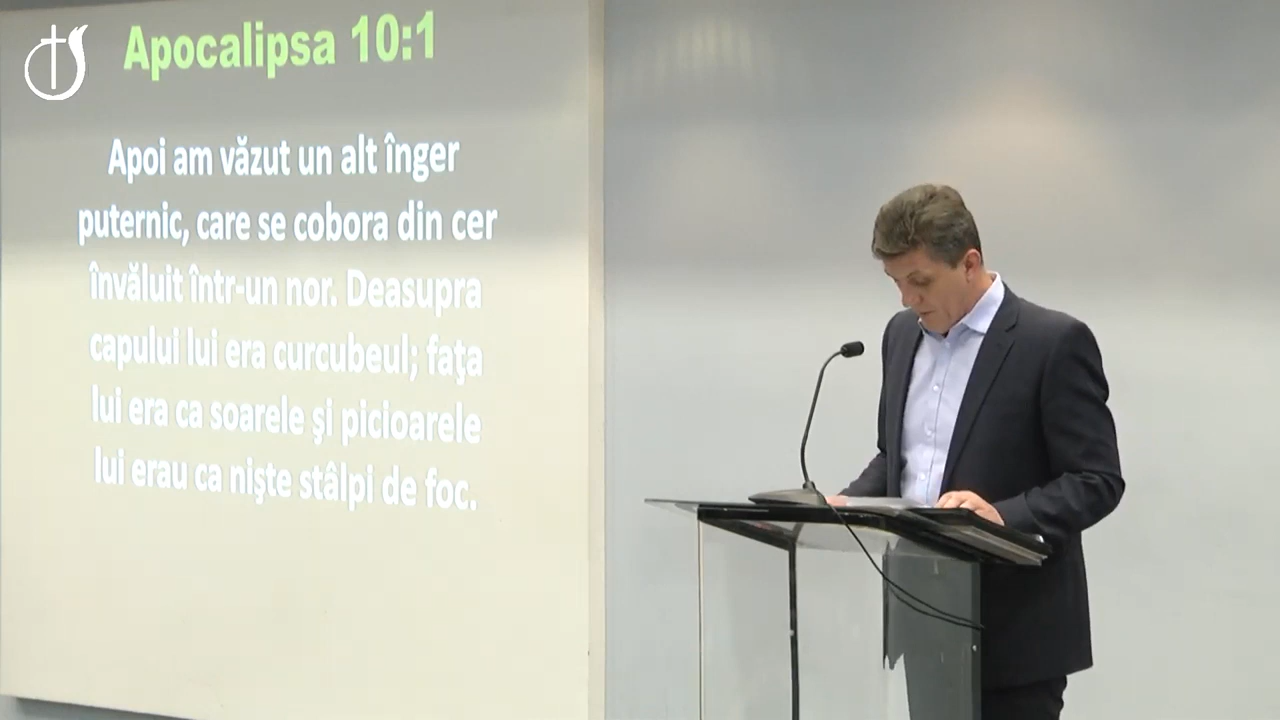 Apocalipsa 10:1
Apoi am văzut un alt înger
puternic, care se cobora din cer
învăluit într-un nor. Deasupra
capului lui era curcubeul; faţa
lui era ca soarele şi picioarele
lui erau ca nişte stâlpi de foc.